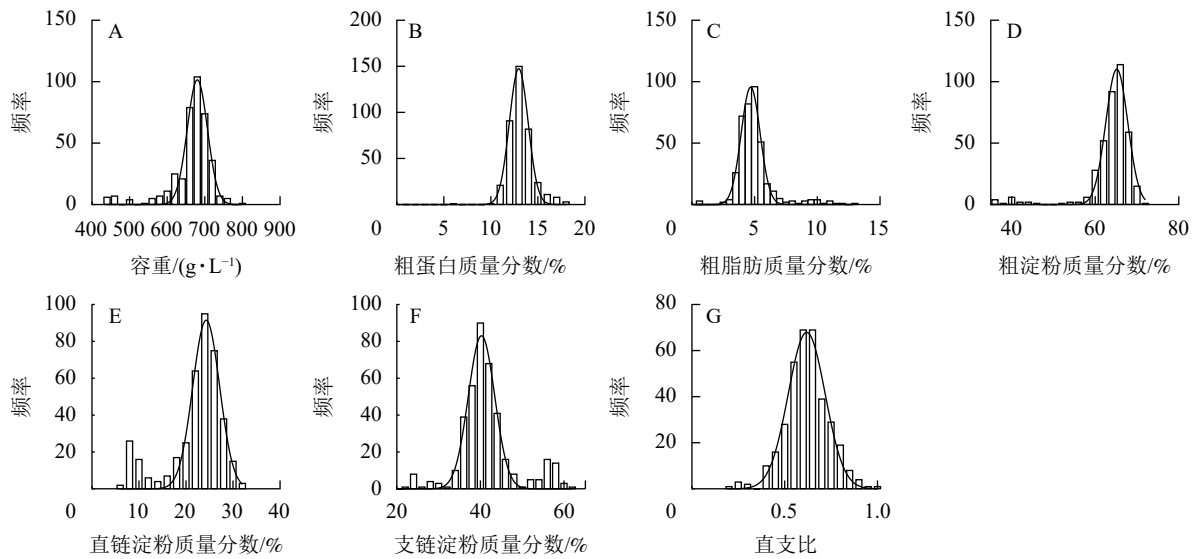 A
频率
150
100
50
0
400 500 600 700 800 900
容重/(g·L⁻¹)
B
频率
200
150
100
50
0 5 10 15 20
粗蛋白质量分数/%
C
频率
150
100
50
0
5 10 15
粗脂肪质量分数/%
D
频率
150
100
50
0
40 60 80
粗淀粉质量分数/%
E
频率
100
80
60
40
20
0 10 20 30 40
直链淀粉质量分数/%
F
频率
100
80
60
40
20
0
20 40 60
支链淀粉质量分数/%
G
频率
80
60
40
20
0
0.5 1.0
直支比